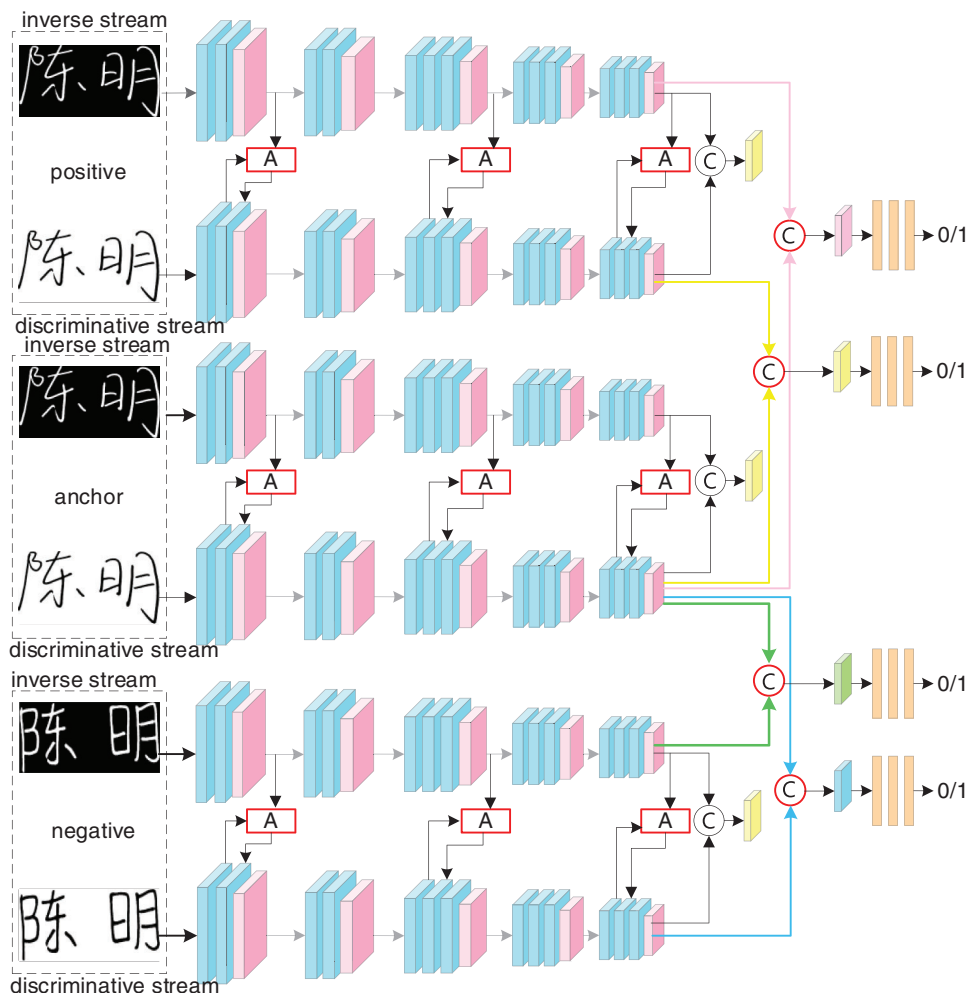 inverse stream
陈明
A
A
A
C
positive
C
0/1
陈明
discriminative stream
inverse stream
C
0/1
陈明
A
A
A
C
anchor
陈明
discriminative stream
inverse stream
C
0/1
陈明
C
0/1
A
A
A
C
negative
陈明
discriminative stream